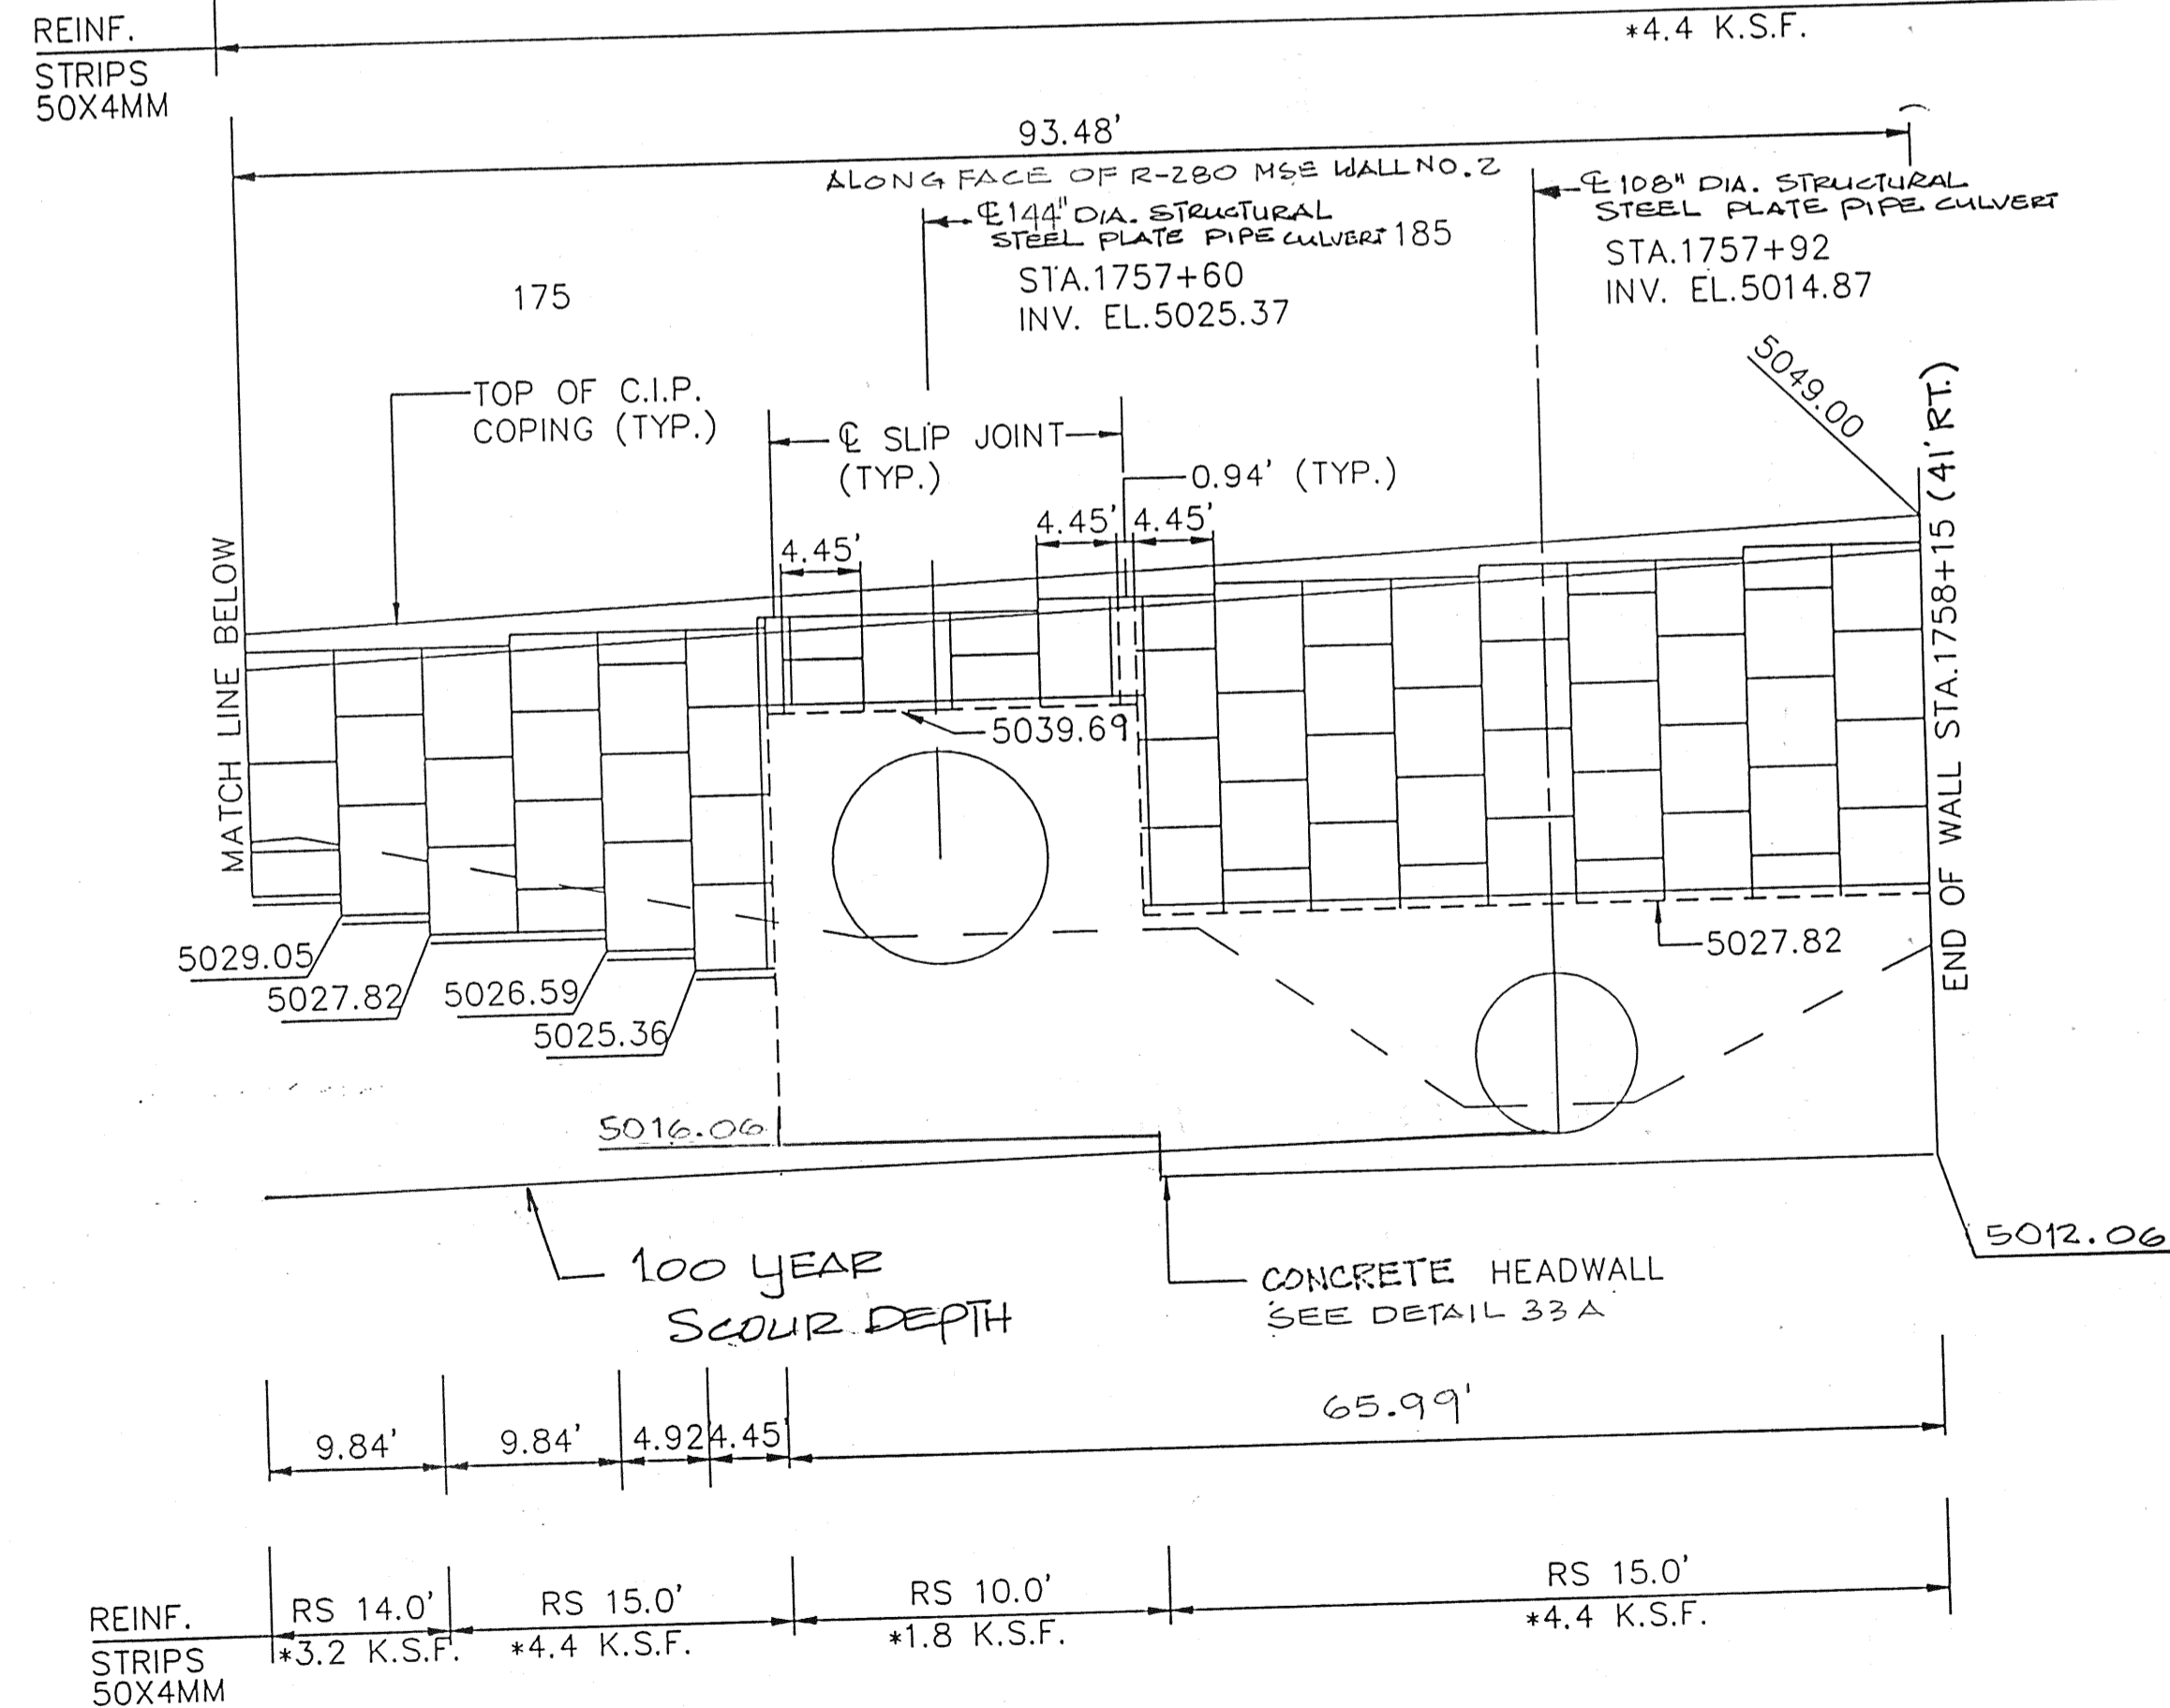 REINF.
STRIPS
50X4MM
*4.4 K.S.F.
93.48'
ALONG FACE OF R-280 MSE WALL NO.2
℄ 144" DIA. STRUCTURAL
STEEL PLATE PIPE CULVERT 185
STA.1757+60
INV. EL.5025.37
℄ 108" DIA. STRUCTURAL
STEEL PLATE PIPE CULVERT
STA.1757+92
INV. EL.5014.87
175
TOP OF C.I.P.
COPING (TYP.)
℄ SLIP JOINT
(TYP.)
0.94' (TYP.)
4.45'
4.45'
4.45'
5049.00
MATCH LINE BELOW
END OF WALL STA.1758+15 (41'RT.)
5039.69
5029.05
5027.82
5026.59
5025.36
5027.82
5016.06
5012.06
100 YEAR
SCOUR DEPTH
CONCRETE HEADWALL
SEE DETAIL 33A
9.84'
9.84'
4.92
4.45'
65.99'
REINF.
STRIPS
50X4MM
RS 14.0'
*3.2 K.S.F.
RS 15.0'
*4.4 K.S.F.
RS 10.0'
*1.8 K.S.F.
RS 15.0'
*4.4 K.S.F.